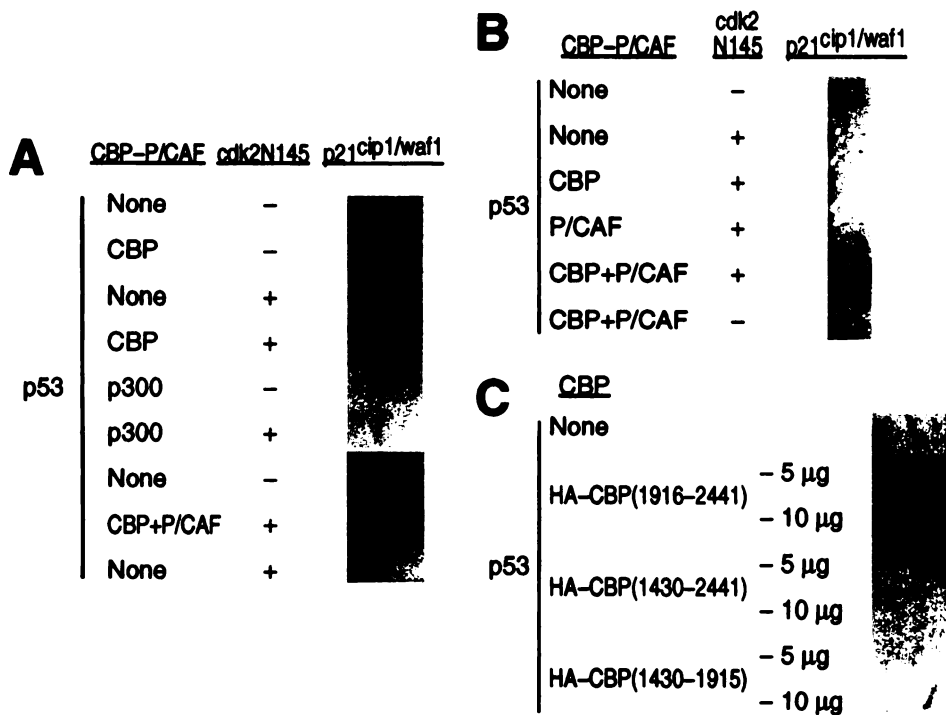 A
CBP–P/CAF cdk2N145 p21cip1/waf1
None –
CBP –
None +
CBP +
p53
p300 –
p300 +
None –
CBP+P/CAF +
None +
B
CBP–P/CAF cdk2 N145 p21cip1/waf1
None –
None +
CBP +
p53
P/CAF +
CBP+P/CAF +
CBP+P/CAF –
C
CBP
None
HA–CBP(1916–2441)
– 5 µg
– 10 µg
p53
HA–CBP(1430–2441)
– 5 µg
– 10 µg
HA–CBP(1430–1915)
– 5 µg
– 10 µg